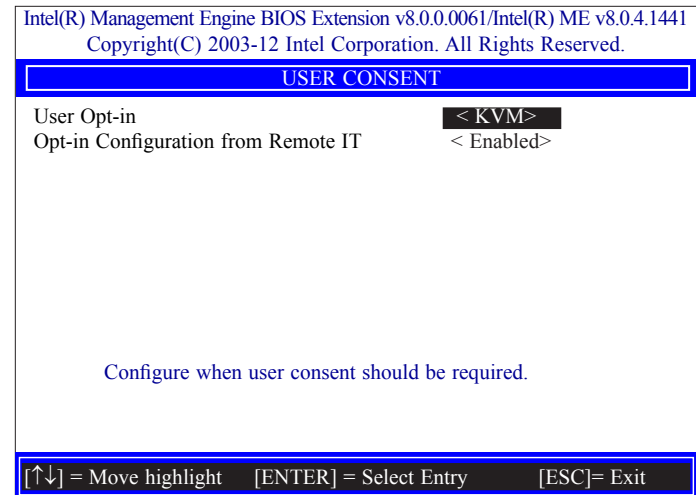 Intel(R) Management Engine BIOS Extension v8.0.0.0061/Intel(R) ME v8.0.4.1441
Copyright(C) 2003-12 Intel Corporation. All Rights Reserved.
USER CONSENT
User Opt-in < KVM>
Opt-in Configuration from Remote IT < Enabled>
Configure when user consent should be required.
[↑↓] = Move highlight [ENTER] = Select Entry [ESC]= Exit